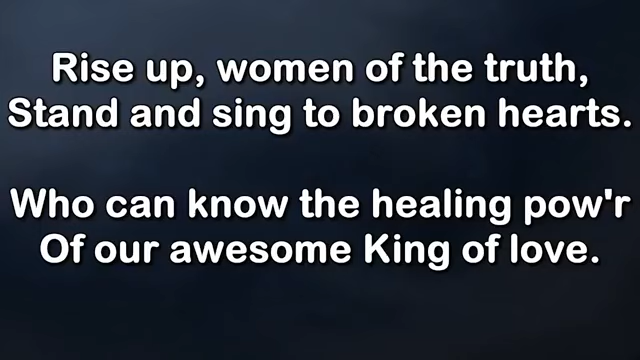 Rise up, women of the truth,
Stand and sing to broken hearts.
Who can know the healing pow'r
Of our awesome King of love.